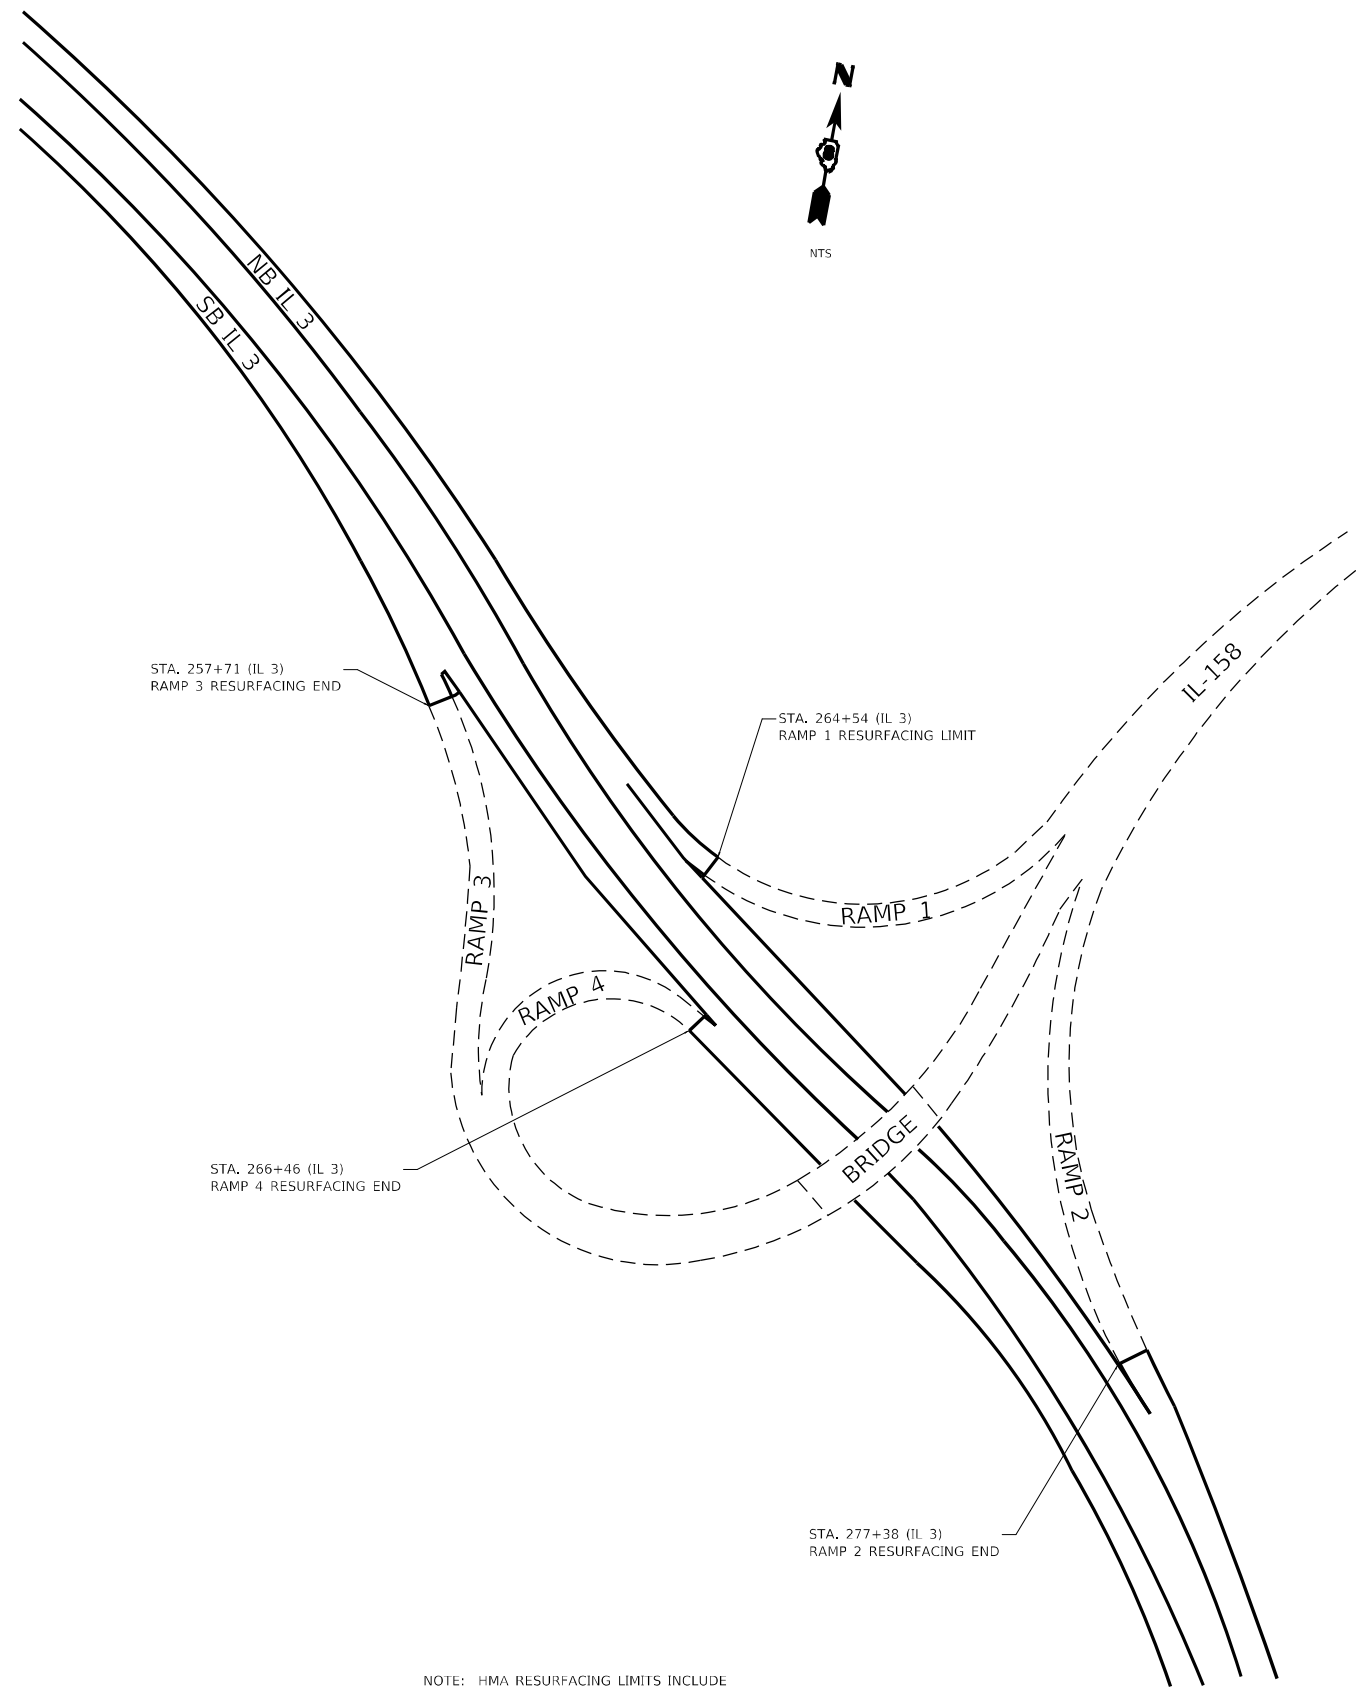 N
NTS
NB IL 3
SB IL 3
IL-158
STA. 257+71 (IL 3)
RAMP 3 RESURFACING END
STA. 264+54 (IL 3)
RAMP 1 RESURFACING LIMIT
RAMP 3
RAMP 1
RAMP 4
BRIDGE
RAMP 2
STA. 266+46 (IL 3)
RAMP 4 RESURFACING END
STA. 277+38 (IL 3)
RAMP 2 RESURFACING END
NOTE: HMA RESURFACING LIMITS INCLUDE